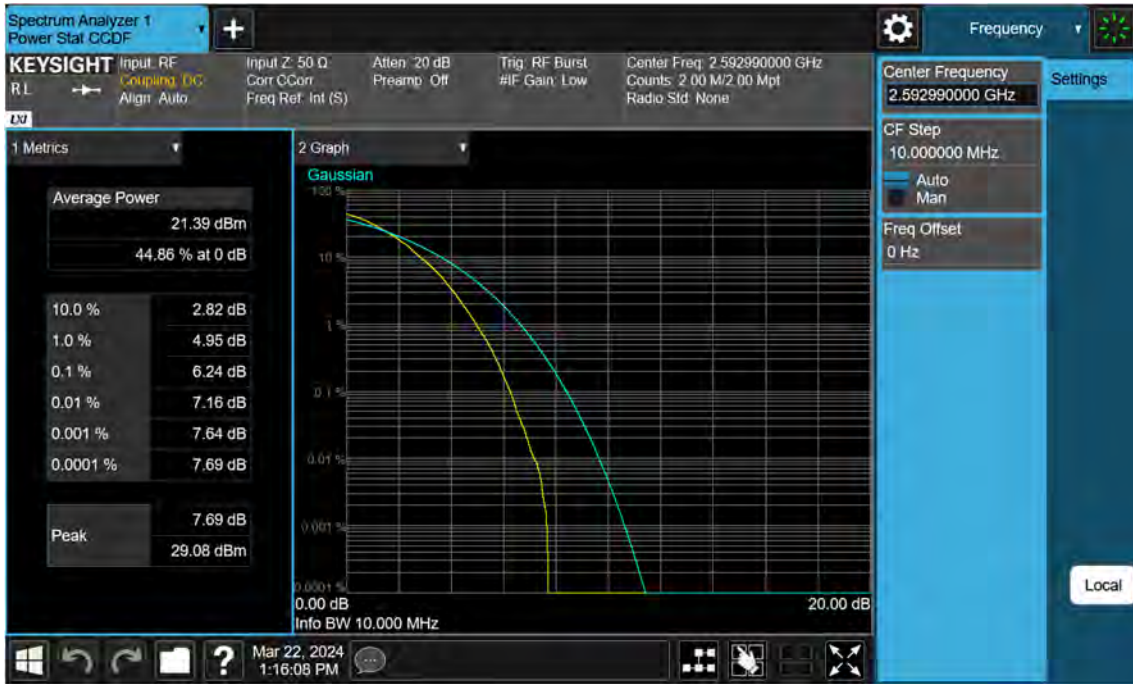 Spectrum Analyzer 1
Power Stat CCDF
+
Frequency
KEYSIGHT
RL
LXI
Input: RF
Coupling: DC
Align: Auto
Input Z: 50 Ω
Corr CCorr
Freq Ref: Int (S)
Atten: 20 dB
Preamp: Off
Trig: RF Burst
#IF Gain: Low
Center Freq: 2.592990000 GHz
Counts: 2.00 M/2.00 Mpt
Radio Std: None
Center Frequency
2.592990000 GHz
Settings
CF Step
10.000000 MHz
Auto
Man
Freq Offset
0 Hz
Local
1 Metrics
Average Power
21.39 dBm
44.86 % at 0 dB
10.0 % 2.82 dB
1.0 % 4.95 dB
0.1 % 6.24 dB
0.01 % 7.16 dB
0.001 % 7.64 dB
0.0001 % 7.69 dB
Peak
7.69 dB
29.08 dBm
2 Graph
Gaussian
100 %
10 %
1 %
0.1 %
0.01 %
0.001 %
0.0001 %
0.00 dB 20.00 dB
Info BW 10.000 MHz
?
Mar 22, 2024
1:16:08 PM